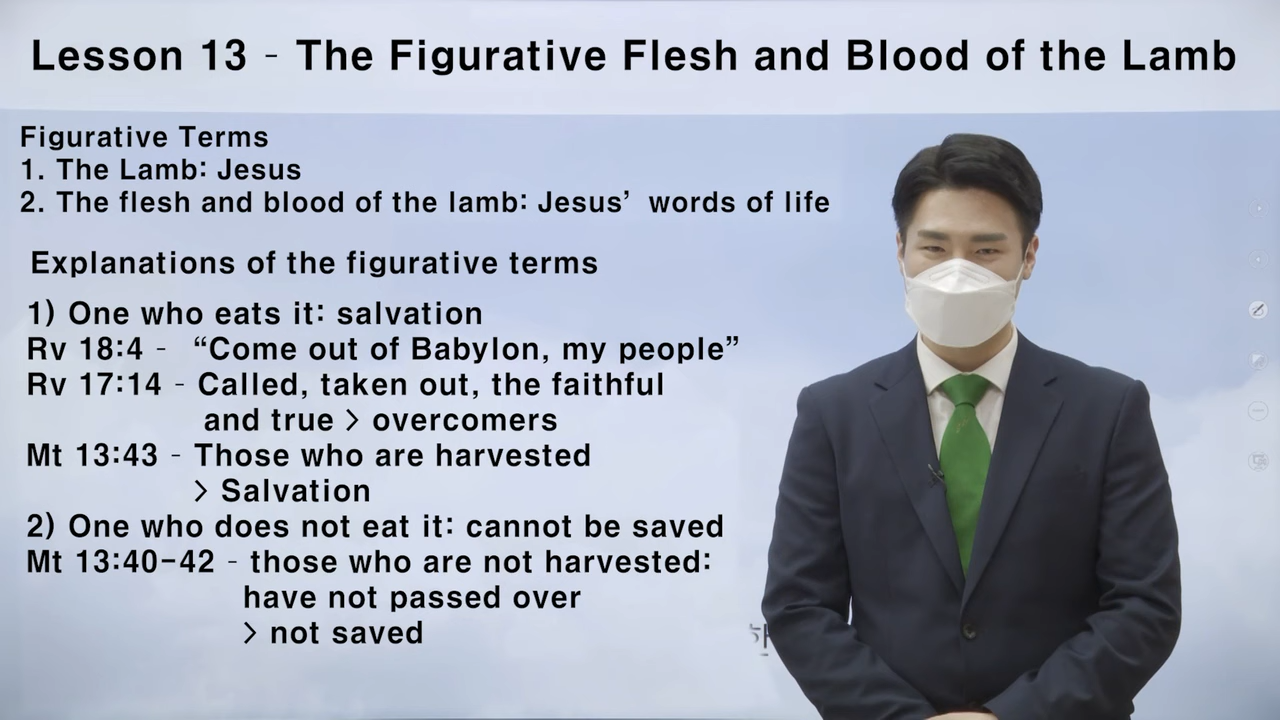 Lesson 13 - The Figurative Flesh and Blood of the Lamb
Figurative Terms
1. The Lamb: Jesus
2. The flesh and blood of the lamb: Jesus’ words of life
Explanations of the figurative terms
1) One who eats it: salvation
Rv 18:4 - “Come out of Babylon, my people”
Rv 17:14 - Called, taken out, the faithful
and true > overcomers
Mt 13:43 - Those who are harvested
> Salvation
2) One who does not eat it: cannot be saved
Mt 13:40-42 - those who are not harvested:
have not passed over
> not saved